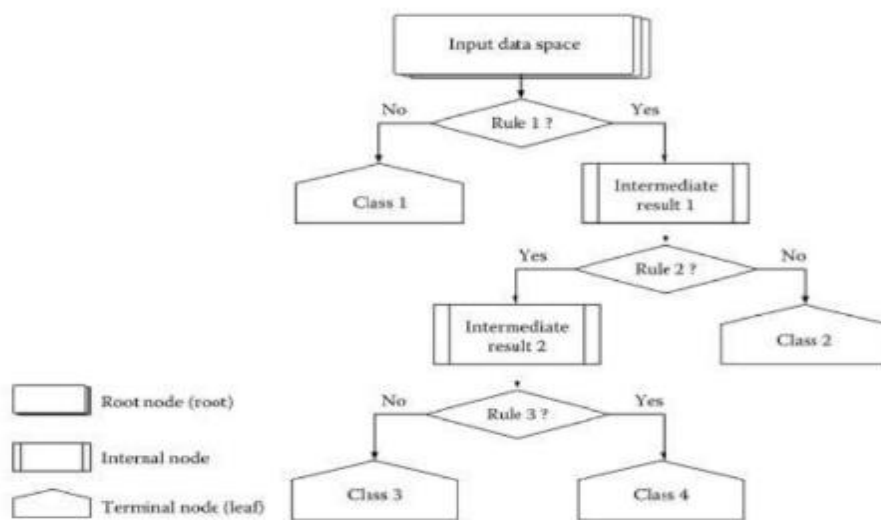 Input data space
No
Rule 1 ?
Yes
Class 1
Intermediate
result 1
Yes
Rule 2 ?
No
Intermediate
result 2
Class 2
No
Rule 3 ?
Yes
Class 3
Class 4
Root node (root)
Internal node
Terminal node (leaf)